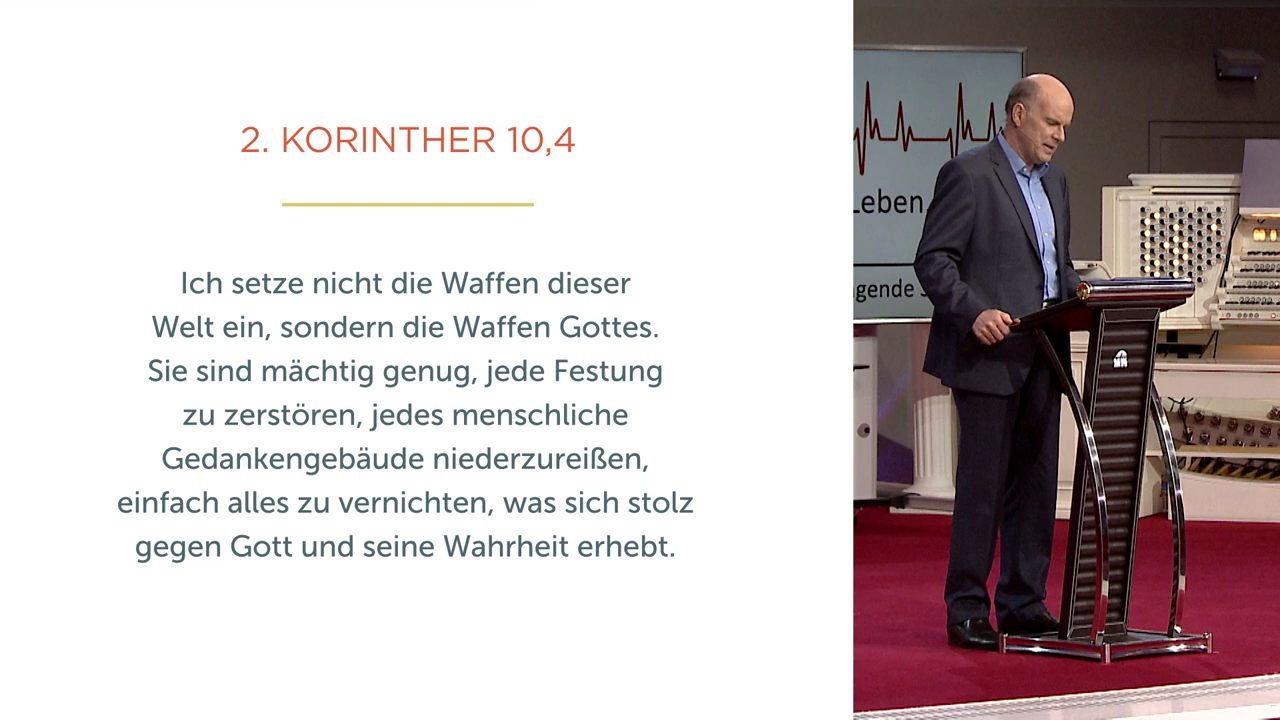 2. KORINTHER 10,4
Ich setze nicht die Waffen dieser
Welt ein, sondern die Waffen Gottes.
Sie sind mächtig genug, jede Festung
zu zerstören, jedes menschliche
Gedankengebäude niederzureißen,
einfach alles zu vernichten, was sich stolz
gegen Gott und seine Wahrheit erhebt.
Leben